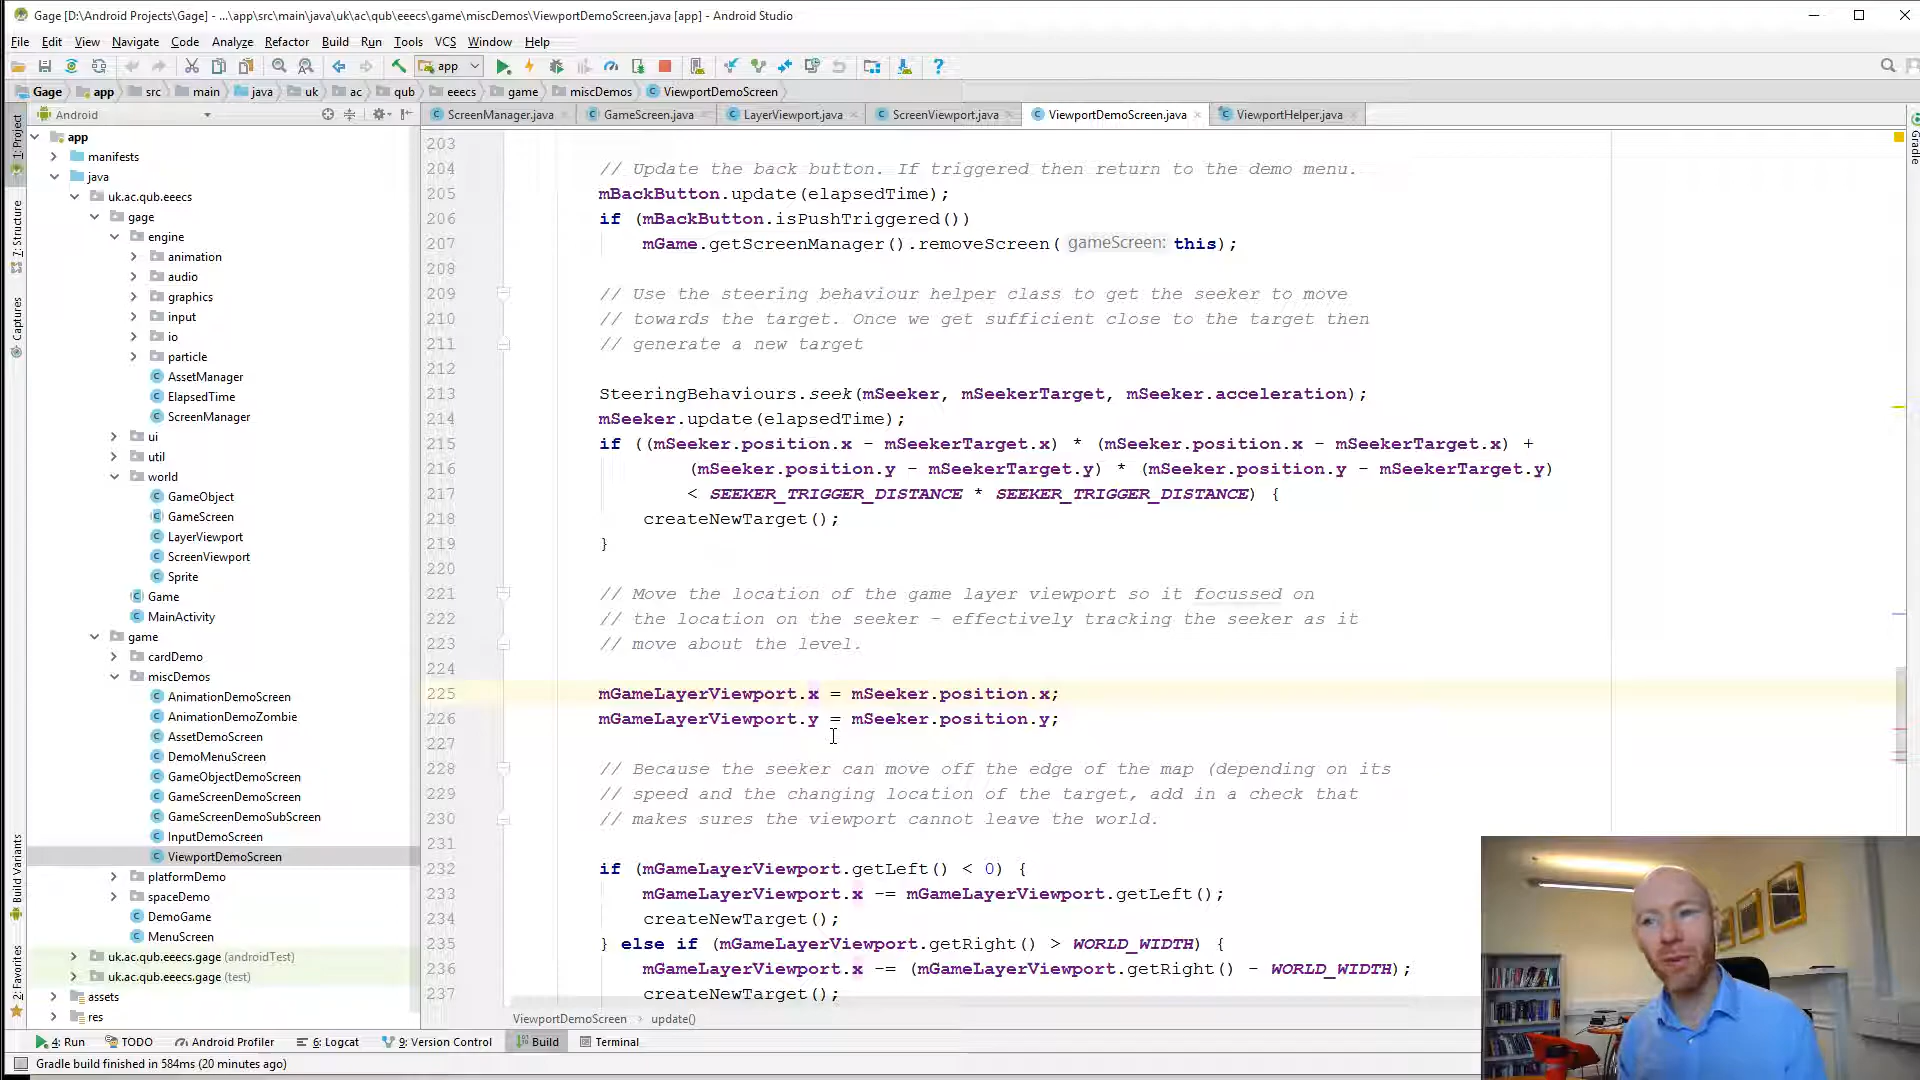 Gage [D:\Android Projects\Gage] - ...\app\src\main\java\uk\ac\qub\eeecs\game\miscDemos\ViewportDemoScreen.java [app] - Android Studio
File Edit View Navigate Code Analyze Refactor Build Run Tools VCS Window Help
app
Gage app src main java uk ac qub eeecs game miscDemos ViewportDemoScreen
Android
ScreenManager.java GameScreen.java LayerViewport.java ScreenViewport.java ViewportDemoScreen.java ViewportHelper.java
1: Project
7: Structure
Captures
Build Variants
2: Favorites
Gradle
app
manifests
java
uk.ac.qub.eeecs
gage
engine
animation
audio
graphics
input
io
particle
AssetManager
ElapsedTime
ScreenManager
ui
util
world
GameObject
GameScreen
LayerViewport
ScreenViewport
Sprite
Game
MainActivity
game
cardDemo
miscDemos
AnimationDemoScreen
AnimationDemoZombie
AssetDemoScreen
DemoMenuScreen
GameObjectDemoScreen
GameScreenDemoScreen
GameScreenDemoSubScreen
InputDemoScreen
ViewportDemoScreen
platformDemo
spaceDemo
DemoGame
MenuScreen
uk.ac.qub.eeecs.gage (androidTest)
uk.ac.qub.eeecs.gage (test)
assets
res
203
204 // Update the back button. If triggered then return to the demo menu.
205 mBackButton.update(elapsedTime);
206 if (mBackButton.isPushTriggered())
207 mGame.getScreenManager().removeScreen( gameScreen: this);
208
209 // Use the steering behaviour helper class to get the seeker to move
210 // towards the target. Once we get sufficient close to the target then
211 // generate a new target
212
213 SteeringBehaviours.seek(mSeeker, mSeekerTarget, mSeeker.acceleration);
214 mSeeker.update(elapsedTime);
215 if ((mSeeker.position.x - mSeekerTarget.x) * (mSeeker.position.x - mSeekerTarget.x) +
216 (mSeeker.position.y - mSeekerTarget.y) * (mSeeker.position.y - mSeekerTarget.y)
217 < SEEKER_TRIGGER_DISTANCE * SEEKER_TRIGGER_DISTANCE) {
218 createNewTarget();
219 }
220
221 // Move the location of the game layer viewport so it focussed on
222 // the location on the seeker - effectively tracking the seeker as it
223 // move about the level.
224
225 mGameLayerViewport.x = mSeeker.position.x;
226 mGameLayerViewport.y = mSeeker.position.y;
227
228 // Because the seeker can move off the edge of the map (depending on its
229 // speed and the changing location of the target, add in a check that
230 // makes sures the viewport cannot leave the world.
231
232 if (mGameLayerViewport.getLeft() < 0) {
233 mGameLayerViewport.x -= mGameLayerViewport.getLeft();
234 createNewTarget();
235 } else if (mGameLayerViewport.getRight() > WORLD_WIDTH) {
236 mGameLayerViewport.x -= (mGameLayerViewport.getRight() - WORLD_WIDTH);
237 createNewTarget();
ViewportDemoScreen update()
4: Run TODO Android Profiler 6: Logcat 9: Version Control Build Terminal
Gradle build finished in 584ms (20 minutes ago)